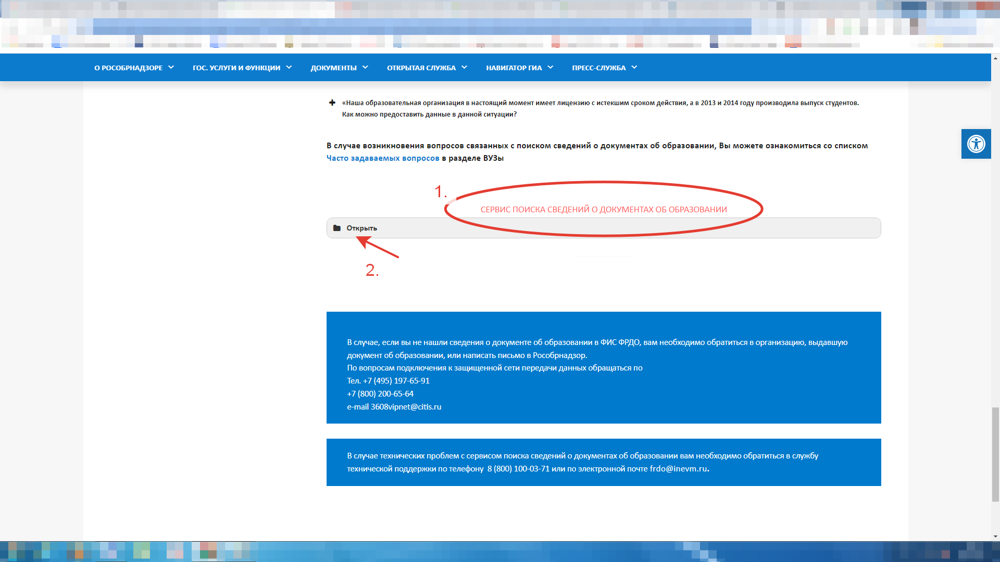 О РОСОБРНАДЗОРЕ ГОС. УСЛУГИ И ФУНКЦИИ ДОКУМЕНТЫ ОТКРЫТАЯ СЛУЖБА НАВИГАТОР ГИА ПРЕСС-СЛУЖБА
«Наша образовательная организация в настоящий момент имеет лицензию с истекшим сроком действия, а в 2013 и 2014 году производила выпуск студентов.
Как можно предоставить данные в данной ситуации?
В случае возникновения вопросов связанных с поиском сведений о документах об образовании, Вы можете ознакомиться со списком
Часто задаваемых вопросов в разделе ВУЗы
1.
СЕРВИС ПОИСКА СВЕДЕНИЙ О ДОКУМЕНТАХ ОБ ОБРАЗОВАНИИ
Открыть
2.
В случае, если вы не нашли сведения о документе об образовании в ФИС ФРДО, вам необходимо обратиться в организацию, выдавшую
документ об образовании, или написать письмо в Рособрнадзор.
По вопросам подключения к защищенной сети передачи данных обращаться по
Тел. +7 (495) 197-65-91
+7 (800) 200-65-64
e-mail 3608vipnet@citis.ru
В случае технических проблем с сервисом поиска сведений о документах об образовании вам необходимо обратиться в службу
технической поддержки по телефону 8 (800) 100-03-71 или по электронной почте frdo@inevm.ru.